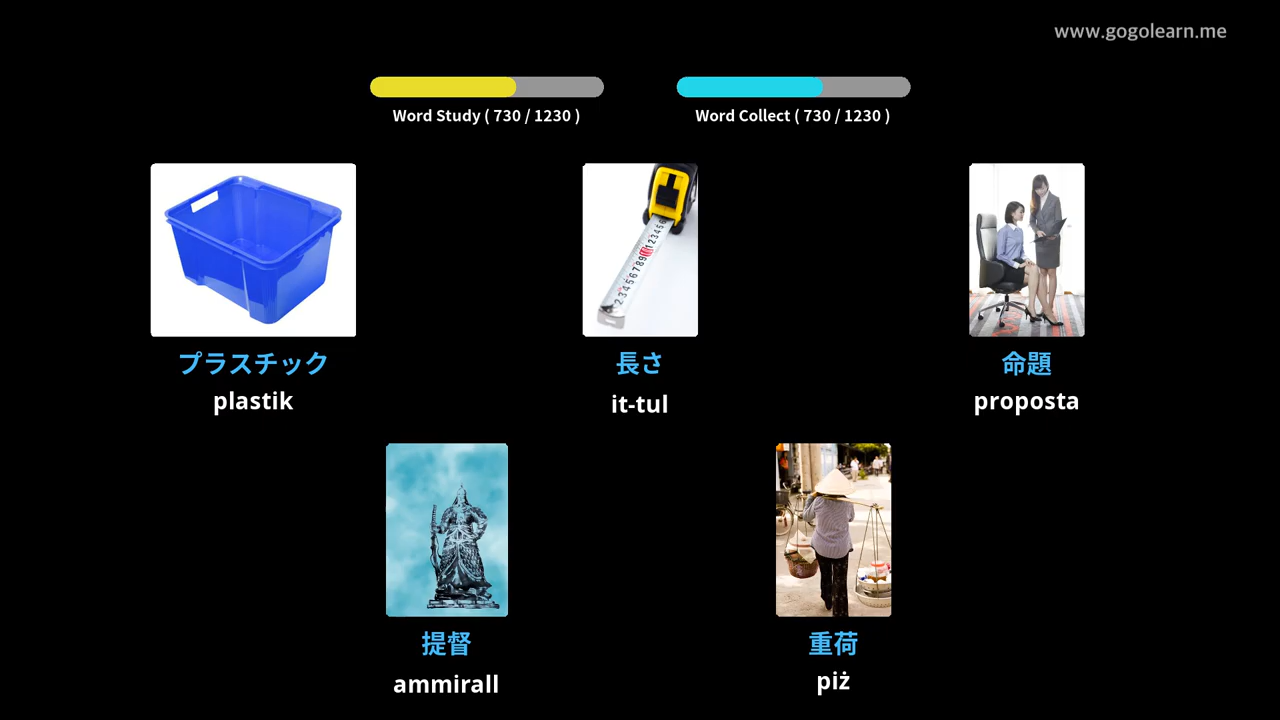 www.gogolearn.me
Word Study ( 730 / 1230 )
Word Collect ( 730 / 1230 )
プラスチック
plastik
長さ
it-tul
命題
proposta
提督
ammirall
重荷
piż